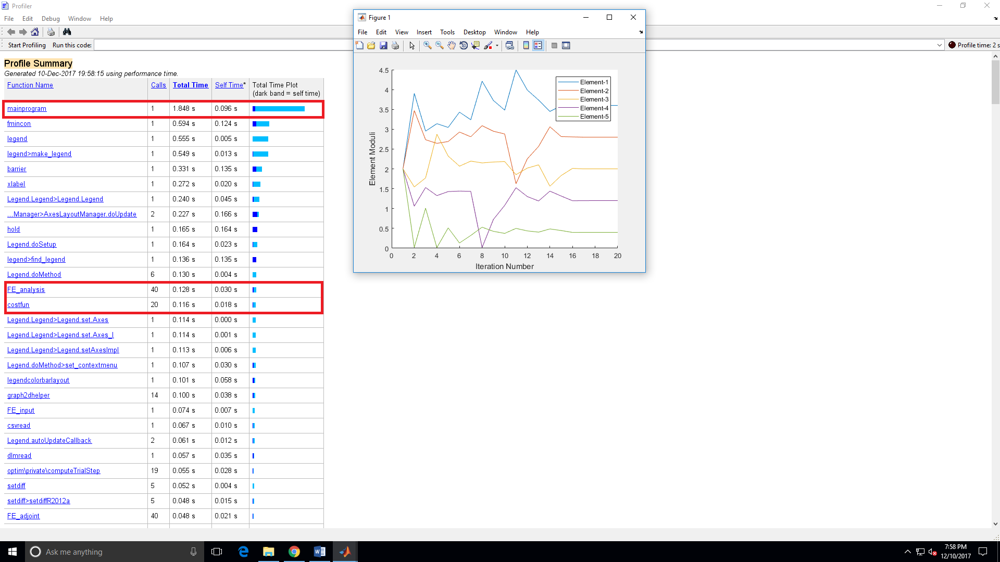 Profiler
File Edit Debug Window Help
Start Profiling Run this code:
Profile time: 2 s
Profile Summary
Generated 10-Dec-2017 19:58:15 using performance time.
Function Name Calls Total Time Self Time* Total Time Plot
(dark band = self time)
mainprogram 1 1.848 s 0.096 s
fmincon 1 0.594 s 0.124 s
legend 1 0.555 s 0.005 s
legend>make_legend 1 0.549 s 0.013 s
barrier 1 0.331 s 0.135 s
xlabel 1 0.272 s 0.020 s
Legend.Legend>Legend.Legend 1 0.240 s 0.045 s
...Manager>AxesLayoutManager.doUpdate 2 0.227 s 0.166 s
hold 1 0.165 s 0.164 s
Legend.doSetup 1 0.164 s 0.023 s
legend>find_legend 1 0.136 s 0.135 s
Legend.doMethod 6 0.130 s 0.004 s
FE_analysis 40 0.128 s 0.030 s
costfun 20 0.116 s 0.018 s
Legend.Legend>Legend.set.Axes 1 0.114 s 0.000 s
Legend.Legend>Legend.set.Axes_I 1 0.114 s 0.001 s
Legend.Legend>Legend.setAxesImpl 1 0.113 s 0.006 s
Legend.doMethod>set_contextmenu 1 0.107 s 0.030 s
legendcolorbarlayout 1 0.101 s 0.058 s
graph2dhelper 14 0.100 s 0.038 s
FE_input 1 0.074 s 0.007 s
csvread 1 0.067 s 0.010 s
Legend.autoUpdateCallback 2 0.061 s 0.012 s
dlmread 1 0.057 s 0.035 s
optim\private\computeTrialStep 19 0.055 s 0.028 s
setdiff 5 0.052 s 0.004 s
setdiff>setdiffR2012a 5 0.048 s 0.015 s
FE_adjoint 40 0.048 s 0.021 s
Figure 1
File Edit View Insert Tools Desktop Window Help
4.5
4
3.5
3
2.5
2
1.5
1
0.5
0
Element Moduli
Element-1
Element-2
Element-3
Element-4
Element-5
0 2 4 6 8 10 12 14 16 18 20
Iteration Number
Ask me anything
7:58 PM
12/10/2017